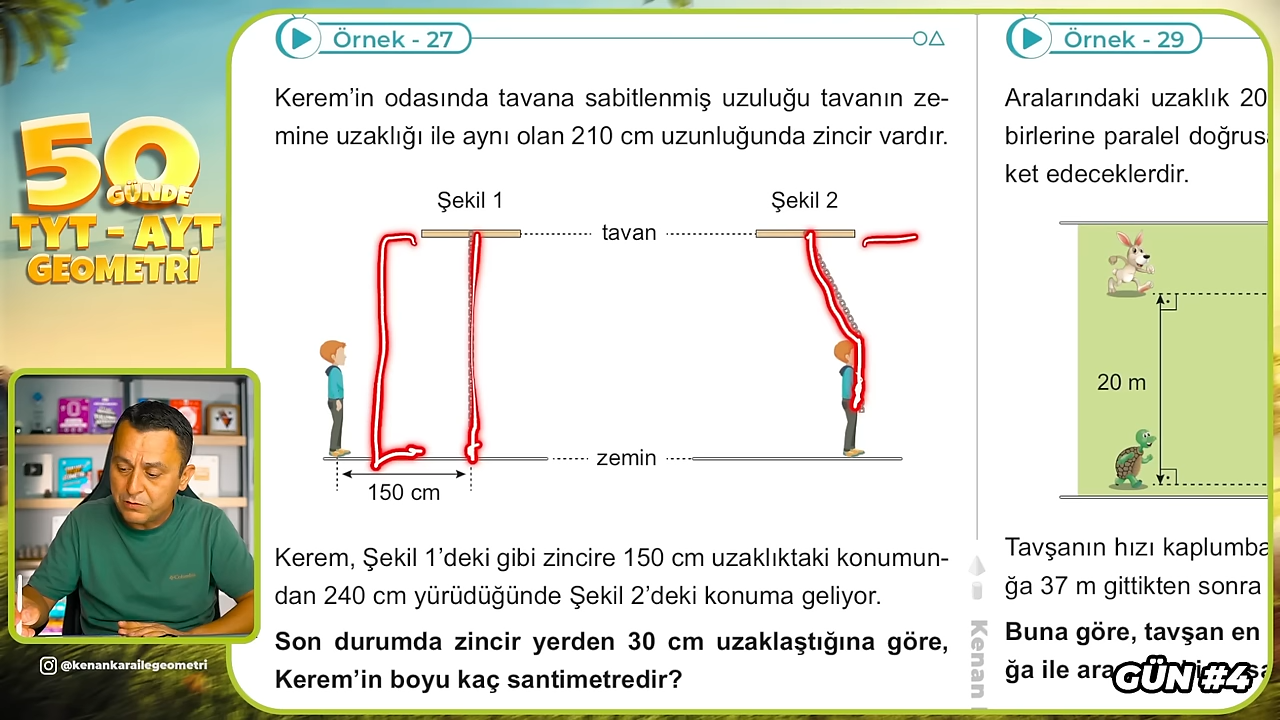 50
GÜNDE
TYT - AYT
GEOMETRİ
@kenankarailegeometri
Örnek - 27
Kerem’in odasında tavana sabitlenmiş uzuluğu tavanın ze-
mine uzaklığı ile aynı olan 210 cm uzunluğunda zincir vardır.
Şekil 1
Şekil 2
tavan
zemin
150 cm
Kerem, Şekil 1’deki gibi zincire 150 cm uzaklıktaki konumun-
dan 240 cm yürüdüğünde Şekil 2’deki konuma geliyor.
Son durumda zincir yerden 30 cm uzaklaştığına göre,
Kerem’in boyu kaç santimetredir?
Kenan
Örnek - 29
Aralarındaki uzaklık 20
birlerine paralel doğrus
ket edeceklerdir.
20 m
Tavşanın hızı kaplumba
ğa 37 m gittikten sonra
Buna göre, tavşan en
ğa ile ara
GÜN #4